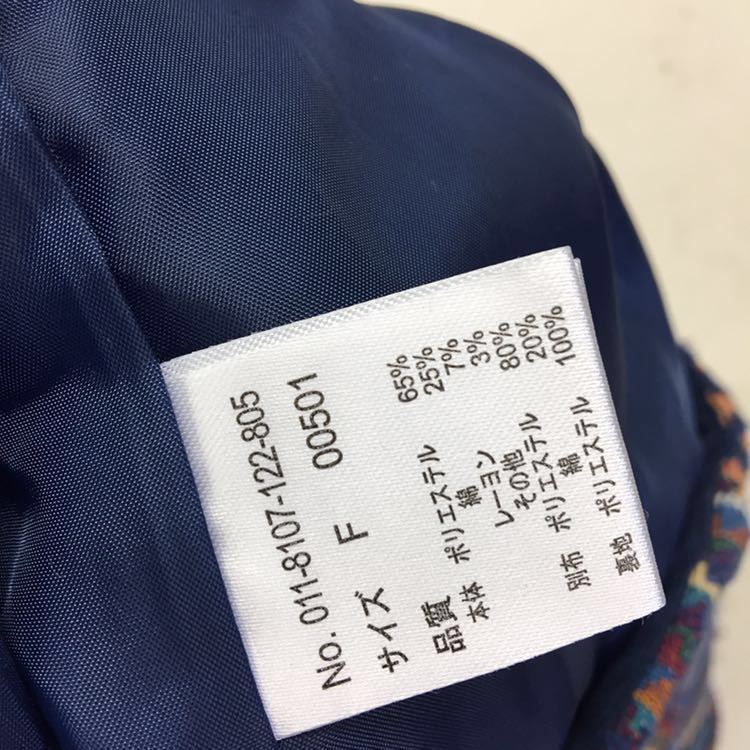 No. 011-8107-122-805
サイズ F 00501
品質
本体 ポリエステル 65%
綿 25%
レーヨン 7%
その他 3%
別布 ポリエステル 80%
綿 20%
裏地 ポリエステル 100%